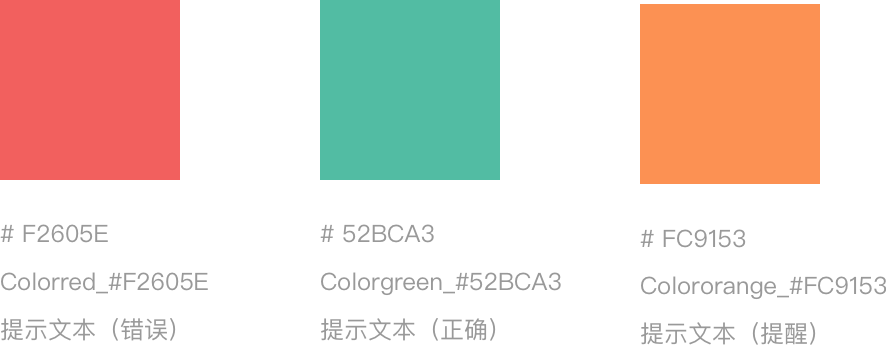 # F2605E
Colorred_#F2605E
提示文本（错误）
# 52BCA3
Colorgreen_#52BCA3
提示文本（正确）
# FC9153
Colororange_#FC9153
提示文本（提醒）